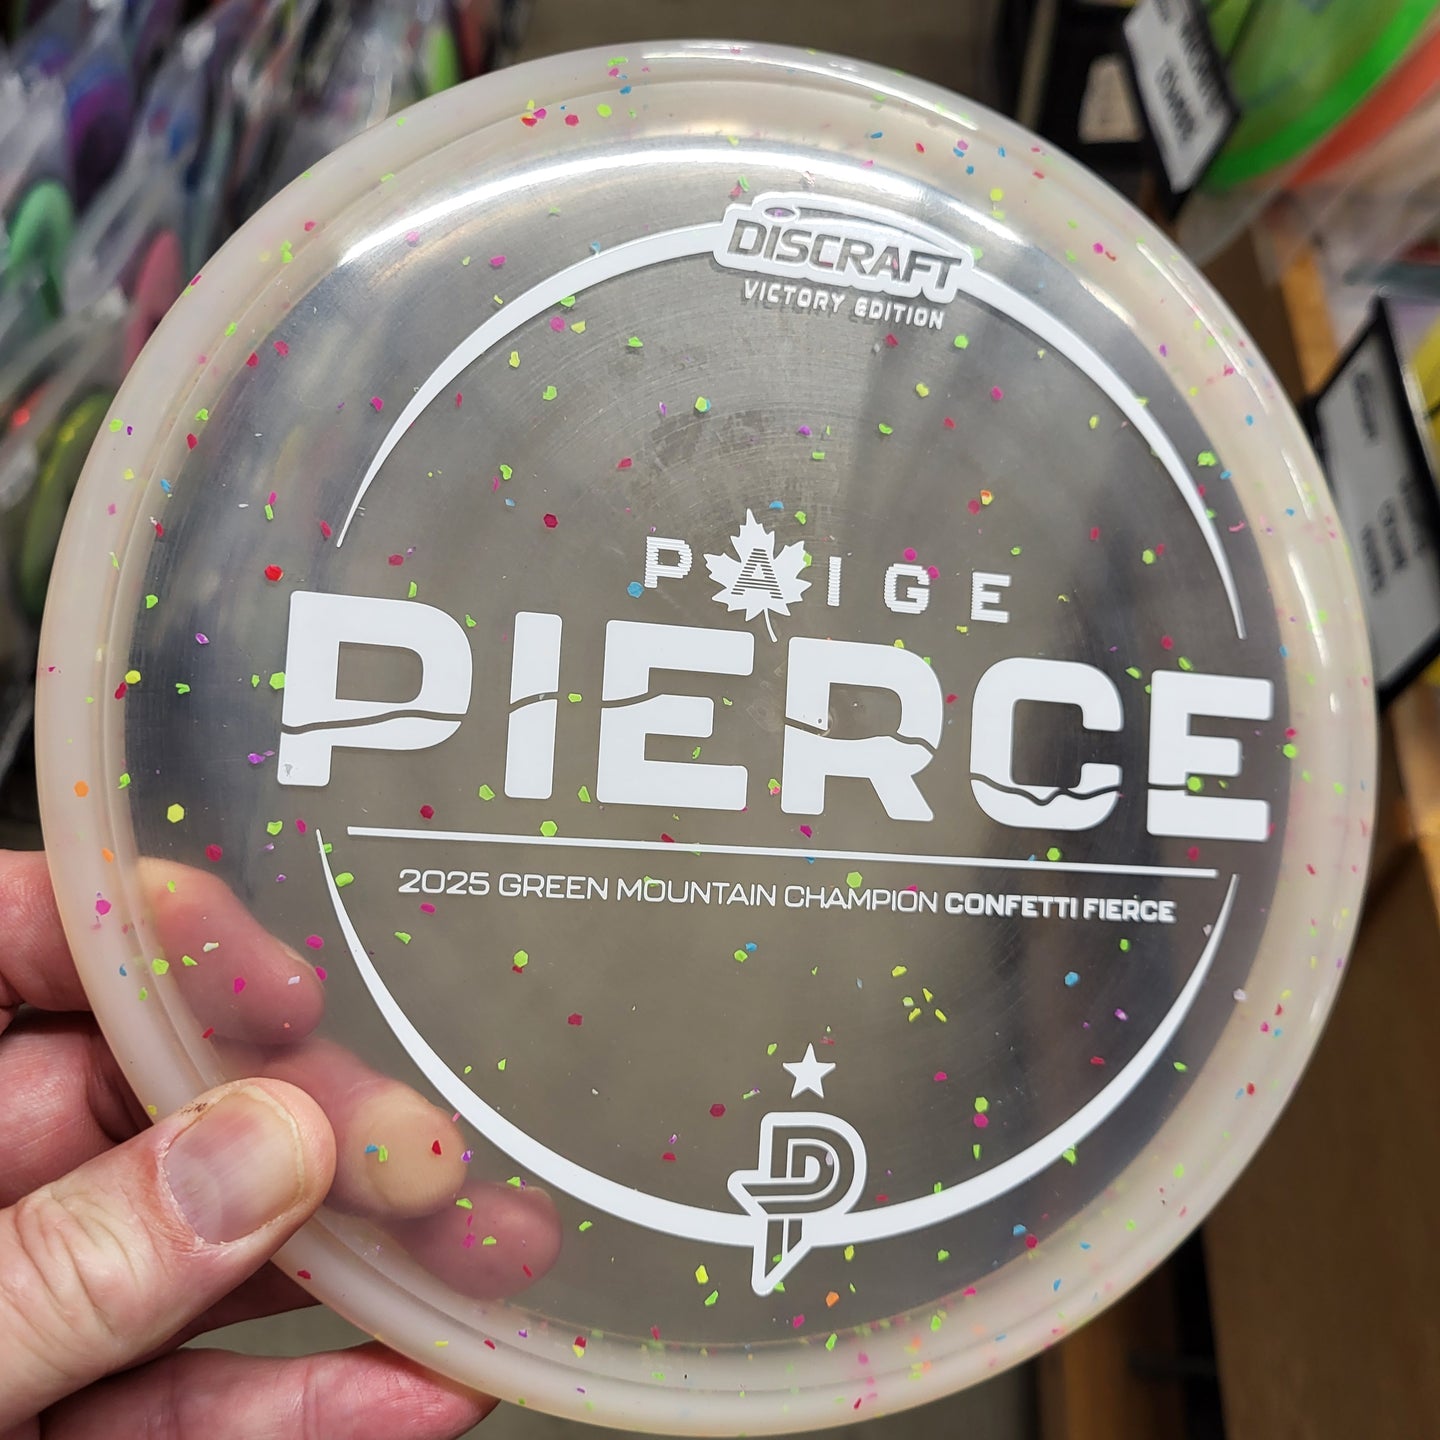 DISCRAFT
VICTORY EDITION
PAIGE
PIERCE
2025 GREEN MOUNTAIN CHAMPION CONFETTI FIERCE